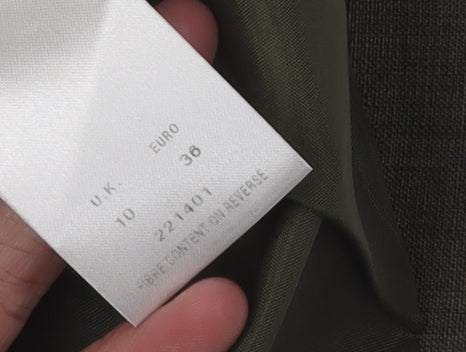 U.K. EURO
10 36
221401
FIBRE CONTENT ON REVERSE